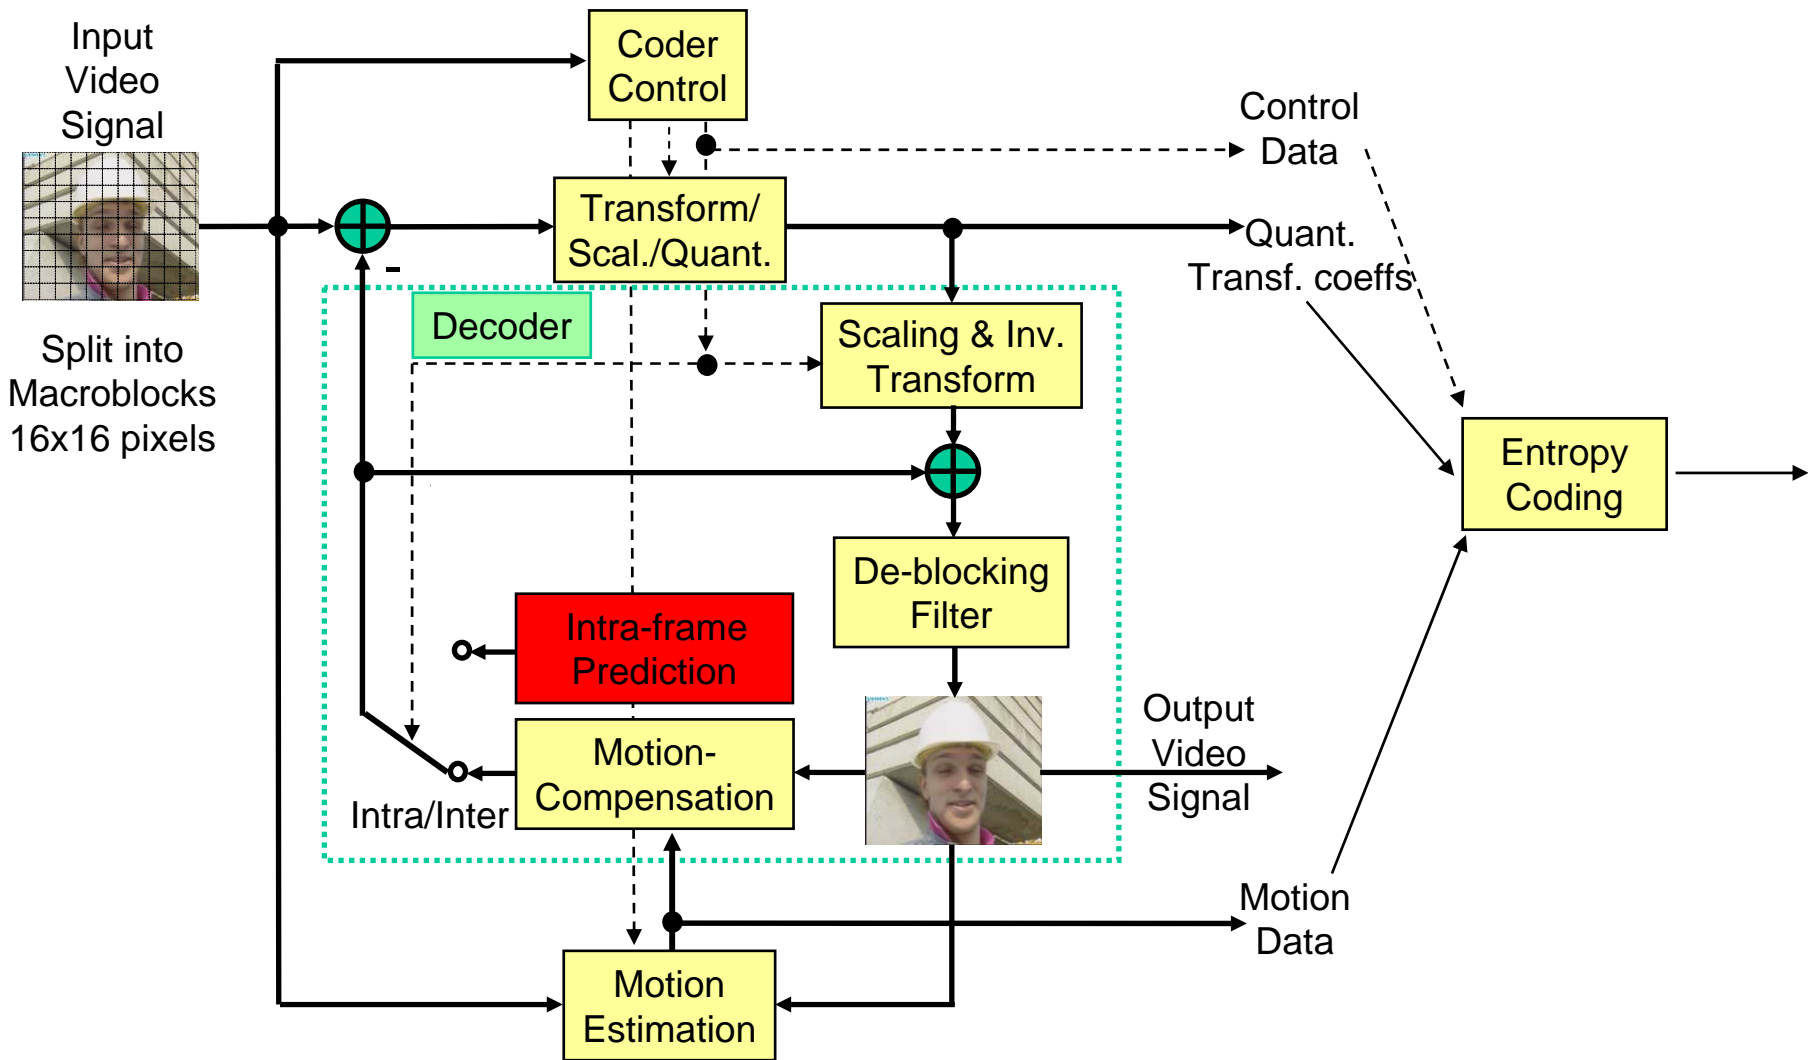 Input
Video
Signal
Split into
Macroblocks
16x16 pixels
Coder
Control
Transform/
Scal./Quant.
-
Decoder
Scaling & Inv.
Transform
De-blocking
Filter
Intra-frame
Prediction
Motion-
Compensation
Intra/Inter
Motion
Estimation
Control
Data
Quant.
Transf. coeffs
Output
Video
Signal
Motion
Data
Entropy
Coding